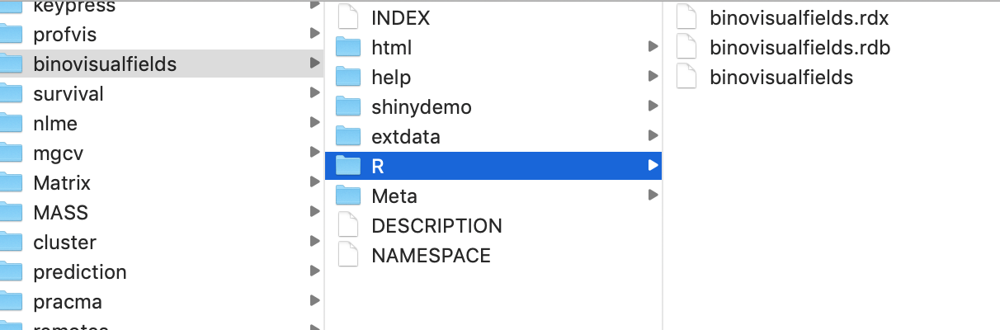 keypress
profvis
binovisualfields
survival
nlme
mgcv
Matrix
MASS
cluster
prediction
pracma
remotes
INDEX
html
help
shinydemo
extdata
R
Meta
DESCRIPTION
NAMESPACE
binovisualfields.rdx
binovisualfields.rdb
binovisualfields